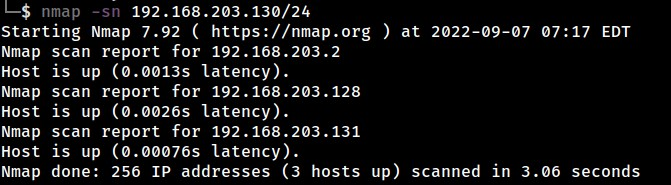 └─$ nmap -sn 192.168.203.130/24
Starting Nmap 7.92 ( https://nmap.org ) at 2022-09-07 07:17 EDT
Nmap scan report for 192.168.203.2
Host is up (0.0013s latency).
Nmap scan report for 192.168.203.128
Host is up (0.0026s latency).
Nmap scan report for 192.168.203.131
Host is up (0.00076s latency).
Nmap done: 256 IP addresses (3 hosts up) scanned in 3.06 seconds